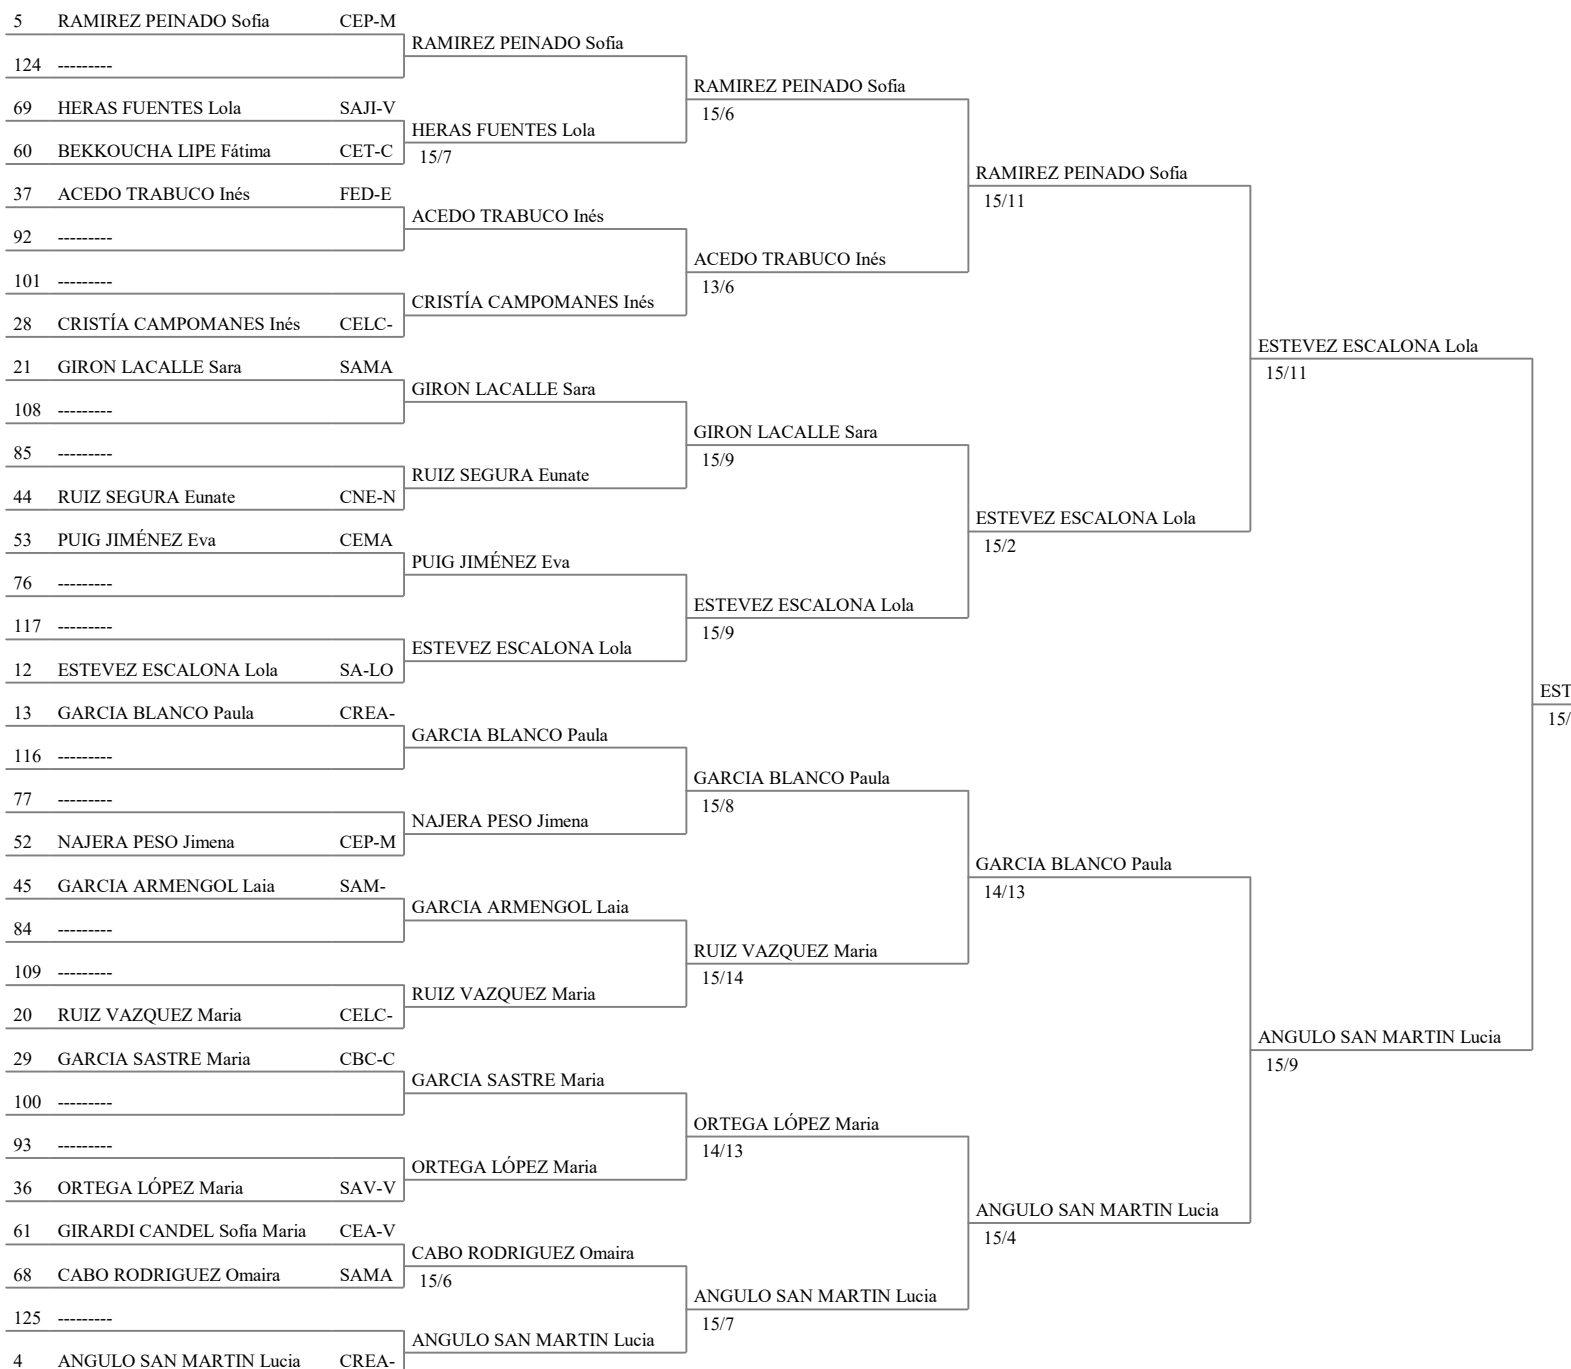 5 RAMIREZ PEINADO Sofia CEP-M
RAMIREZ PEINADO Sofia
124 ---------
RAMIREZ PEINADO Sofia
15/6
69 HERAS FUENTES Lola SAJI-V
HERAS FUENTES Lola
15/7
60 BEKKOUCHA LIPE Fátima CET-C
RAMIREZ PEINADO Sofia
15/11
37 ACEDO TRABUCO Inés FED-E
ACEDO TRABUCO Inés
92 ---------
ACEDO TRABUCO Inés
13/6
101 ---------
CRISTÍA CAMPOMANES Inés
28 CRISTÍA CAMPOMANES Inés CELC-
ESTEVEZ ESCALONA Lola
15/11
21 GIRON LACALLE Sara SAMA
GIRON LACALLE Sara
108 ---------
GIRON LACALLE Sara
15/9
85 ---------
RUIZ SEGURA Eunate
44 RUIZ SEGURA Eunate CNE-N
ESTEVEZ ESCALONA Lola
15/2
53 PUIG JIMÉNEZ Eva CEMA
PUIG JIMÉNEZ Eva
76 ---------
ESTEVEZ ESCALONA Lola
15/9
117 ---------
ESTEVEZ ESCALONA Lola
12 ESTEVEZ ESCALONA Lola SA-LO
EST
15/
13 GARCIA BLANCO Paula CREA-
GARCIA BLANCO Paula
116 ---------
GARCIA BLANCO Paula
15/8
77 ---------
NAJERA PESO Jimena
52 NAJERA PESO Jimena CEP-M
GARCIA BLANCO Paula
14/13
45 GARCIA ARMENGOL Laia SAM-
GARCIA ARMENGOL Laia
84 ---------
RUIZ VAZQUEZ Maria
15/14
109 ---------
RUIZ VAZQUEZ Maria
20 RUIZ VAZQUEZ Maria CELC-
ANGULO SAN MARTIN Lucia
15/9
29 GARCIA SASTRE Maria CBC-C
GARCIA SASTRE Maria
100 ---------
ORTEGA LÓPEZ Maria
14/13
93 ---------
ORTEGA LÓPEZ Maria
36 ORTEGA LÓPEZ Maria SAV-V
ANGULO SAN MARTIN Lucia
15/4
61 GIRARDI CANDEL Sofia Maria CEA-V
CABO RODRIGUEZ Omaira
15/6
68 CABO RODRIGUEZ Omaira SAMA
ANGULO SAN MARTIN Lucia
15/7
125 ---------
ANGULO SAN MARTIN Lucia
4 ANGULO SAN MARTIN Lucia CREA-